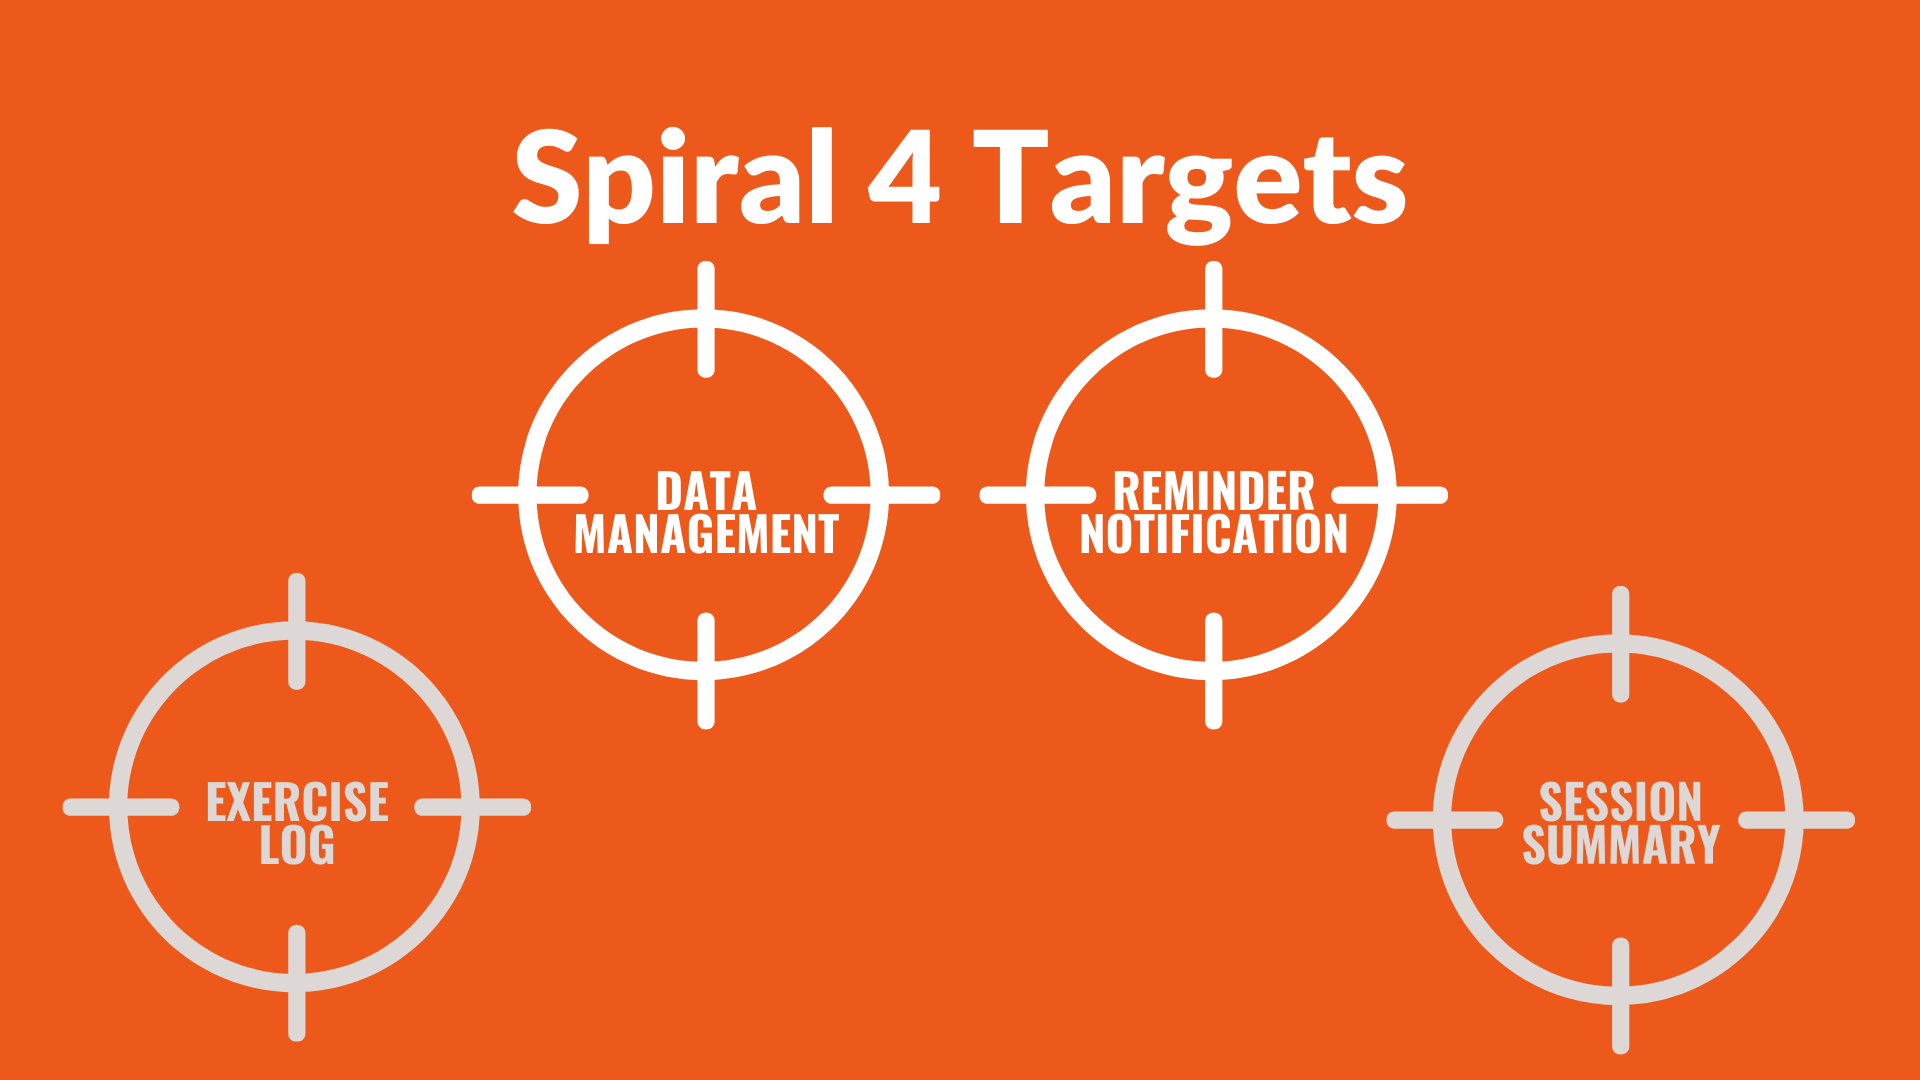 Spiral 4 Targets
DATA
MANAGEMENT
REMINDER
NOTIFICATION
EXERCISE
LOG
SESSION
SUMMARY